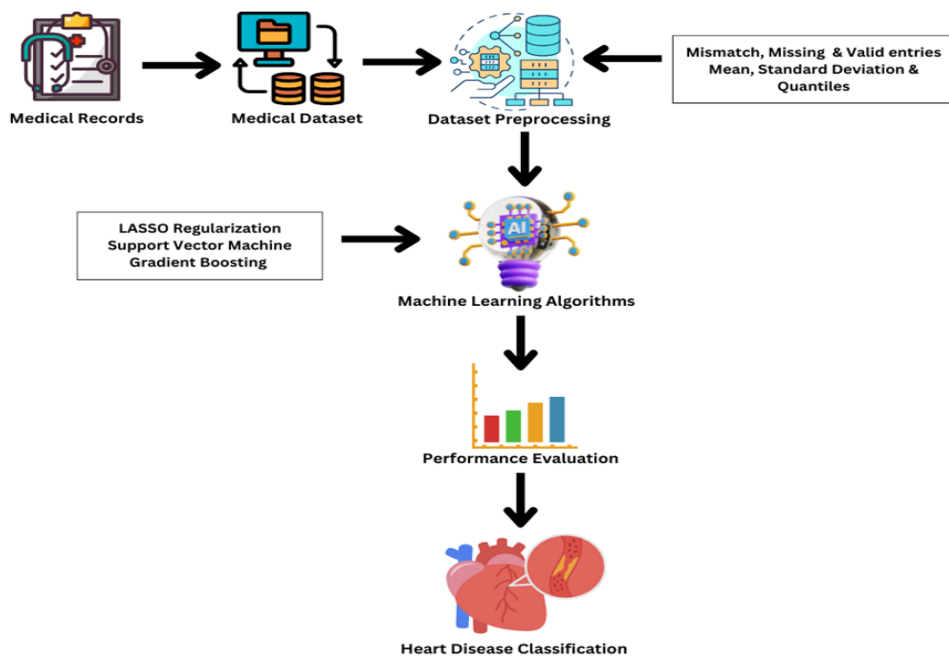 Mismatch, Missing & Valid entries
Mean, Standard Deviation &
Quantiles
Medical Records
Medical Dataset
Dataset Preprocessing
LASSO Regularization
Support Vector Machine
Gradient Boosting
AI
Machine Learning Algorithms
Performance Evaluation
Heart Disease Classification